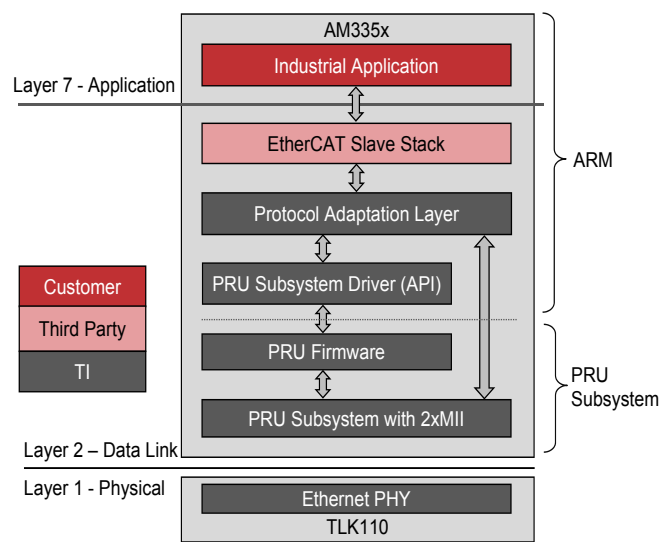 AM335x
Industrial Application
Layer 7 - Application
EtherCAT Slave Stack
ARM
Protocol Adaptation Layer
PRU Subsystem Driver (API)
Customer
Third Party
TI
PRU Firmware
PRU
Subsystem
PRU Subsystem with 2xMII
Layer 2 – Data Link
Layer 1 - Physical
Ethernet PHY
TLK110